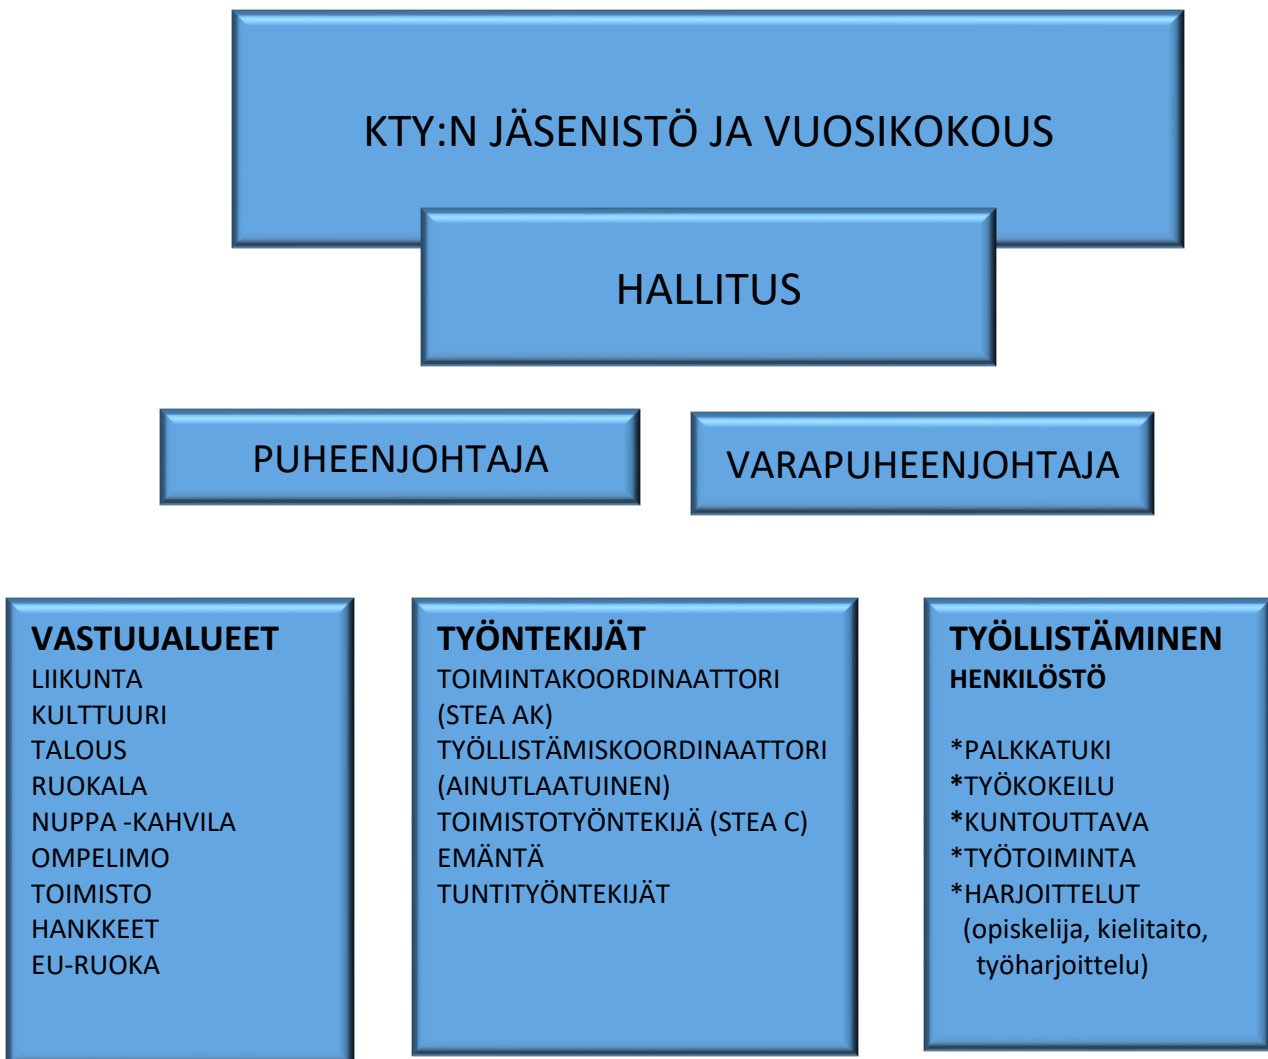 KTY:N JÄSENISTÖ JA VUOSIKOKOUS
HALLITUS
PUHEENJOHTAJA
VARAPUHEENJOHTAJA
VASTUUALUEET
LIIKUNTA
KULTTUURI
TALOUS
RUOKALA
NUPPA -KAHVILA
OMPELIMO
TOIMISTO
HANKKEET
EU-RUOKA
TYÖNTEKIJÄT
TOIMINTAKOORDINAATTORI
(STEA AK)
TYÖLLISTÄMISKOORDINAATTORI
(AINUTLAATUINEN)
TOIMISTOTYÖNTEKIJÄ (STEA C)
EMÄNTÄ
TUNTITYÖNTEKIJÄT
TYÖLLISTÄMINEN
HENKILÖSTÖ
*PALKKATUKI
*TYÖKOKEILU
*KUNTOUTTAVA
*TYÖTOIMINTA
*HARJOITTELUT
(opiskelija, kielitaito,
työharjoittelu)